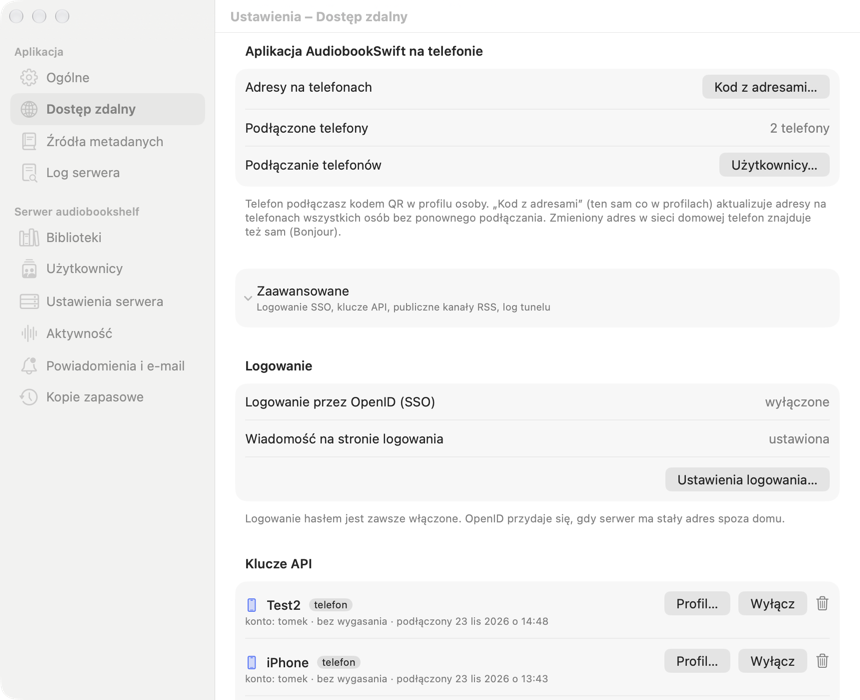 Ustawienia – Dostęp zdalny
Aplikacja
Ogólne
Dostęp zdalny
Źródła metadanych
Log serwera
Serwer audiobookshelf
Biblioteki
Użytkownicy
Ustawienia serwera
Aktywność
Powiadomienia i e-mail
Kopie zapasowe
Aplikacja AudiobookSwift na telefonie
Adresy na telefonach
Kod z adresami...
Podłączone telefony
2 telefony
Podłączanie telefonów
Użytkownicy...
Telefon podłączasz kodem QR w profilu osoby. „Kod z adresami” (ten sam co w profilach) aktualizuje adresy na
telefonach wszystkich osób bez ponownego podłączania. Zmieniony adres w sieci domowej telefon znajduje
też sam (Bonjour).
Zaawansowane
Logowanie SSO, klucze API, publiczne kanały RSS, log tunelu
Logowanie
Logowanie przez OpenID (SSO)
wyłączone
Wiadomość na stronie logowania
ustawiona
Ustawienia logowania...
Logowanie hasłem jest zawsze włączone. OpenID przydaje się, gdy serwer ma stały adres spoza domu.
Klucze API
Test2 telefon
Profil... Wyłącz
konto: tomek · bez wygasania · podłączony 23 lis 2026 o 14:48
iPhone telefon
Profil... Wyłącz
konto: tomek · bez wygasania · podłączony 23 lis 2026 o 13:43